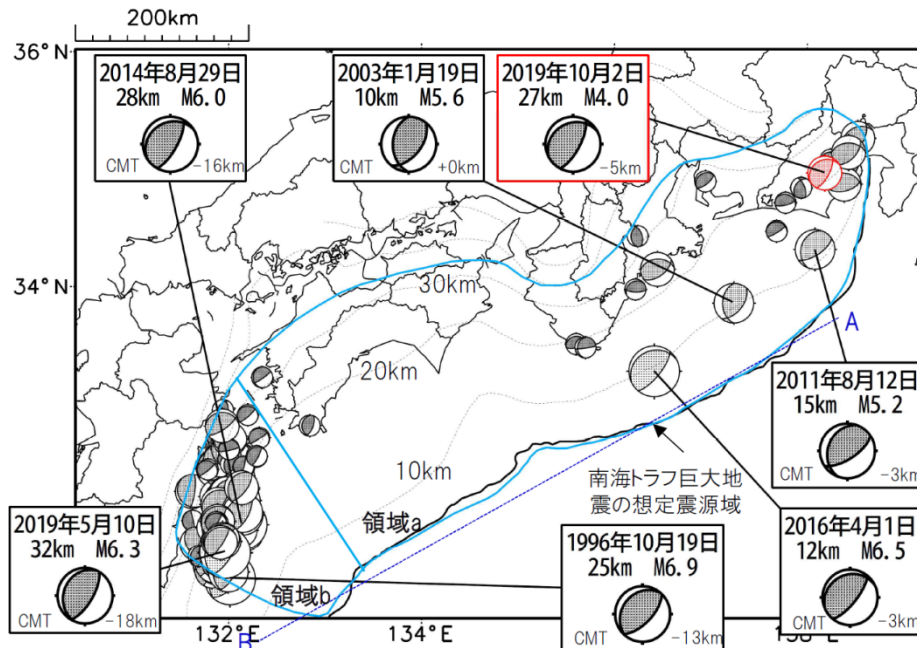 200km
36°N
2014年8月29日
28km M6.0
CMT
-16km
2003年1月19日
10km M5.6
CMT
+0km
2019年10月2日
27km M4.0
CMT
-5km
34°N
30km
20km
10km
A
2011年8月12日
15km M5.2
CMT
-3km
南海トラフ巨大地
震の想定震源域
領域a
領域b
2019年5月10日
32km M6.3
CMT
-18km
1996年10月19日
25km M6.9
CMT
-13km
2016年4月1日
12km M6.5
CMT
-3km
B
132°E
134°E